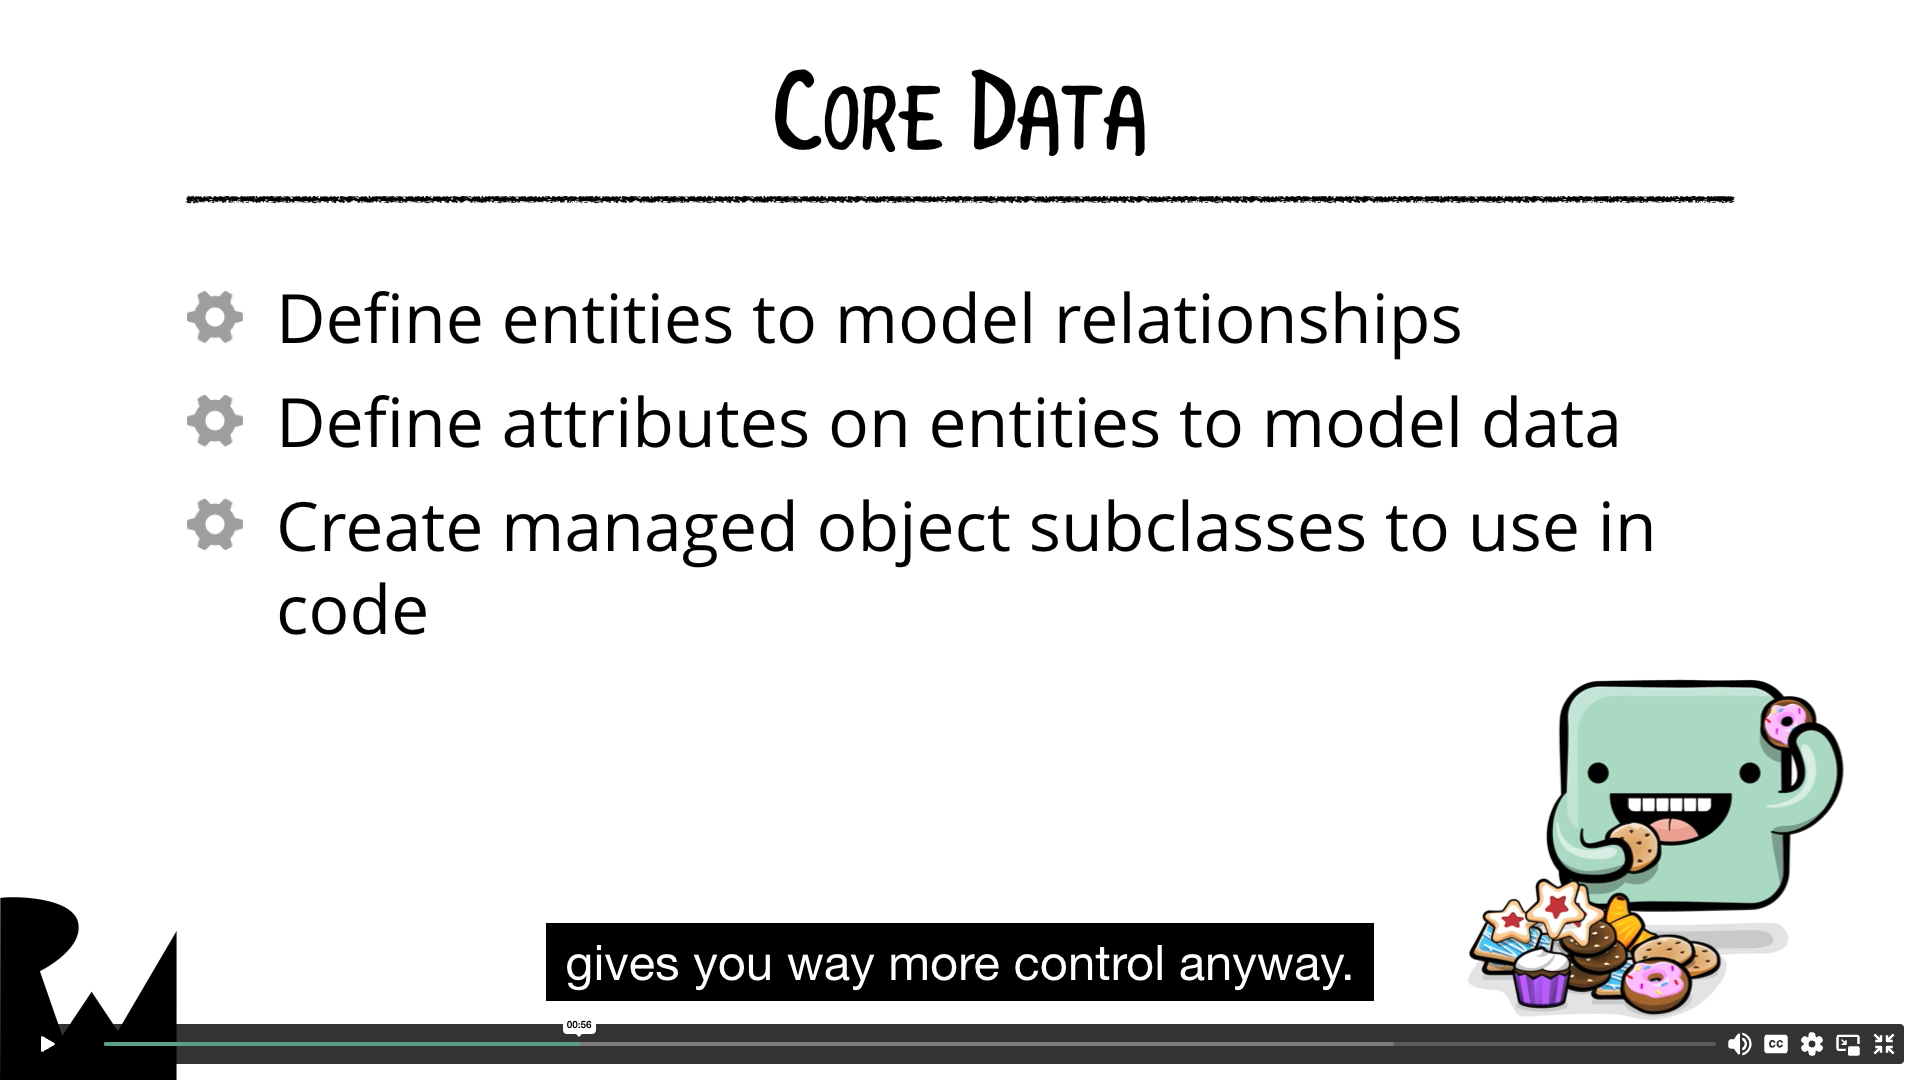 Core Data
Define entities to model relationships
Define attributes on entities to model data
Create managed object subclasses to use in
code
gives you way more control anyway.
00:56
CC